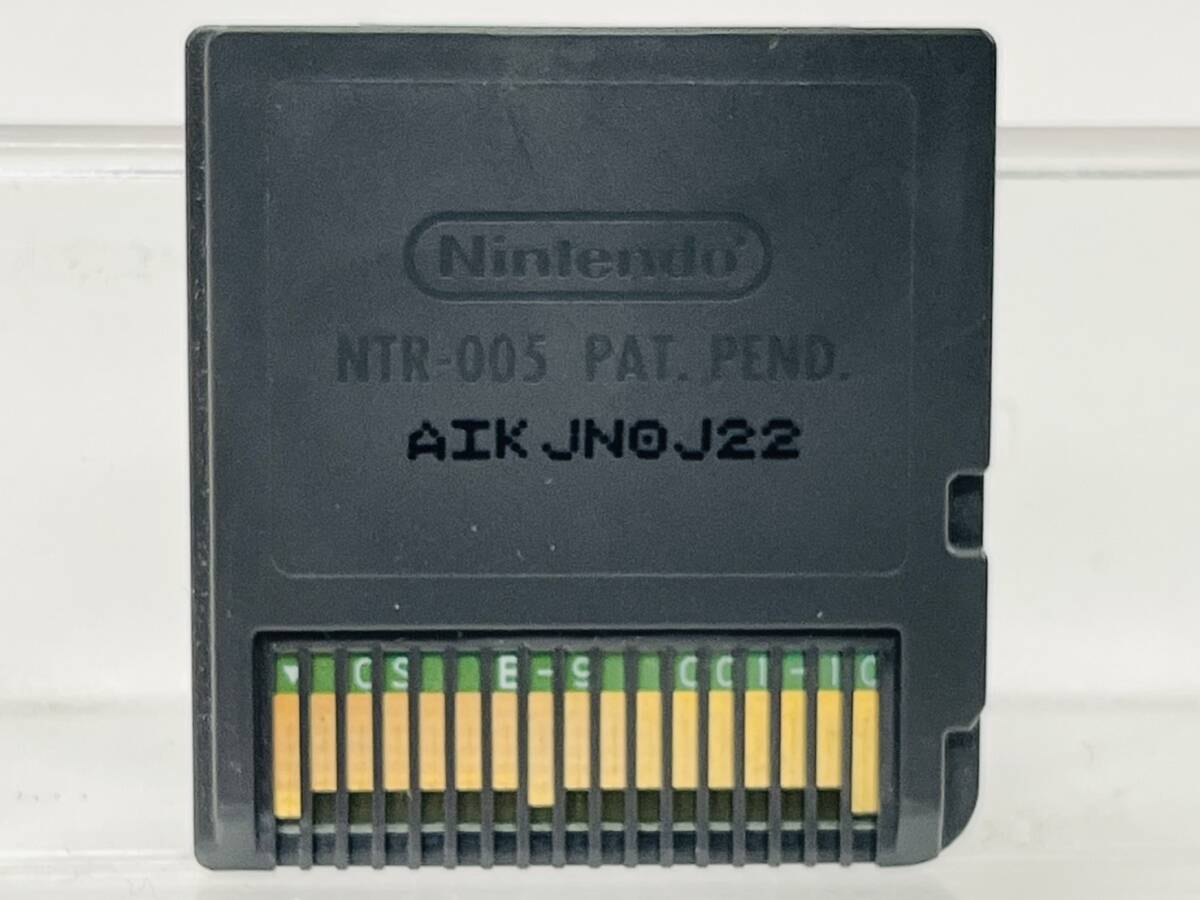 Nintendo®
NTR-005 PAT. PEND.
AIKJN0J22